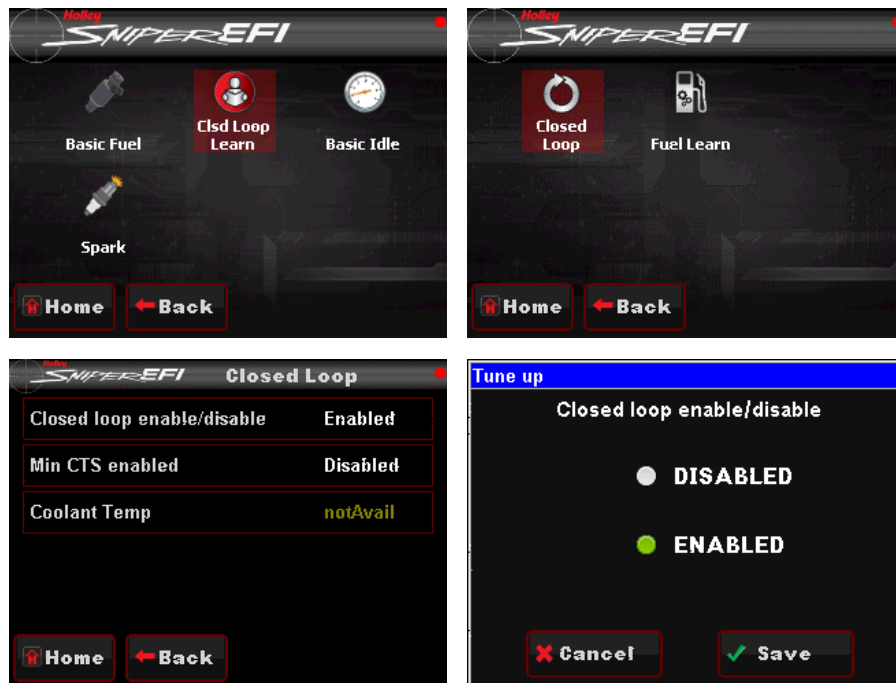 Holley
SNIPER EFI
Basic Fuel
Clsd Loop
Learn
Basic Idle
Spark
Home
Back
Holley
SNIPER EFI
Closed
Loop
Fuel Learn
Home
Back
Holley
SNIPER EFI Closed Loop
Closed loop enable/disable Enabled
Min CTS enabled Disabled
Coolant Temp notAvail
Home
Back
Tune up
Closed loop enable/disable
DISABLED
ENABLED
Cancel
Save